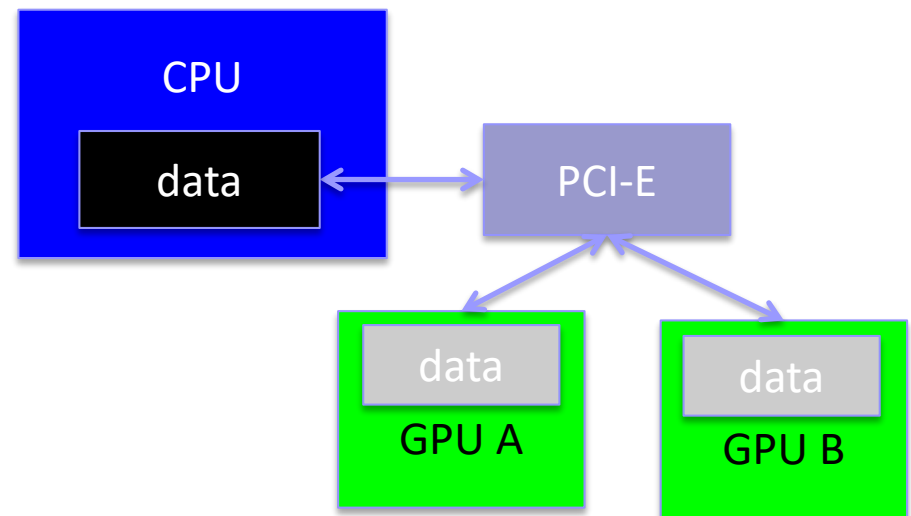 CPU
data
PCI-E
data
GPU A
data
GPU B